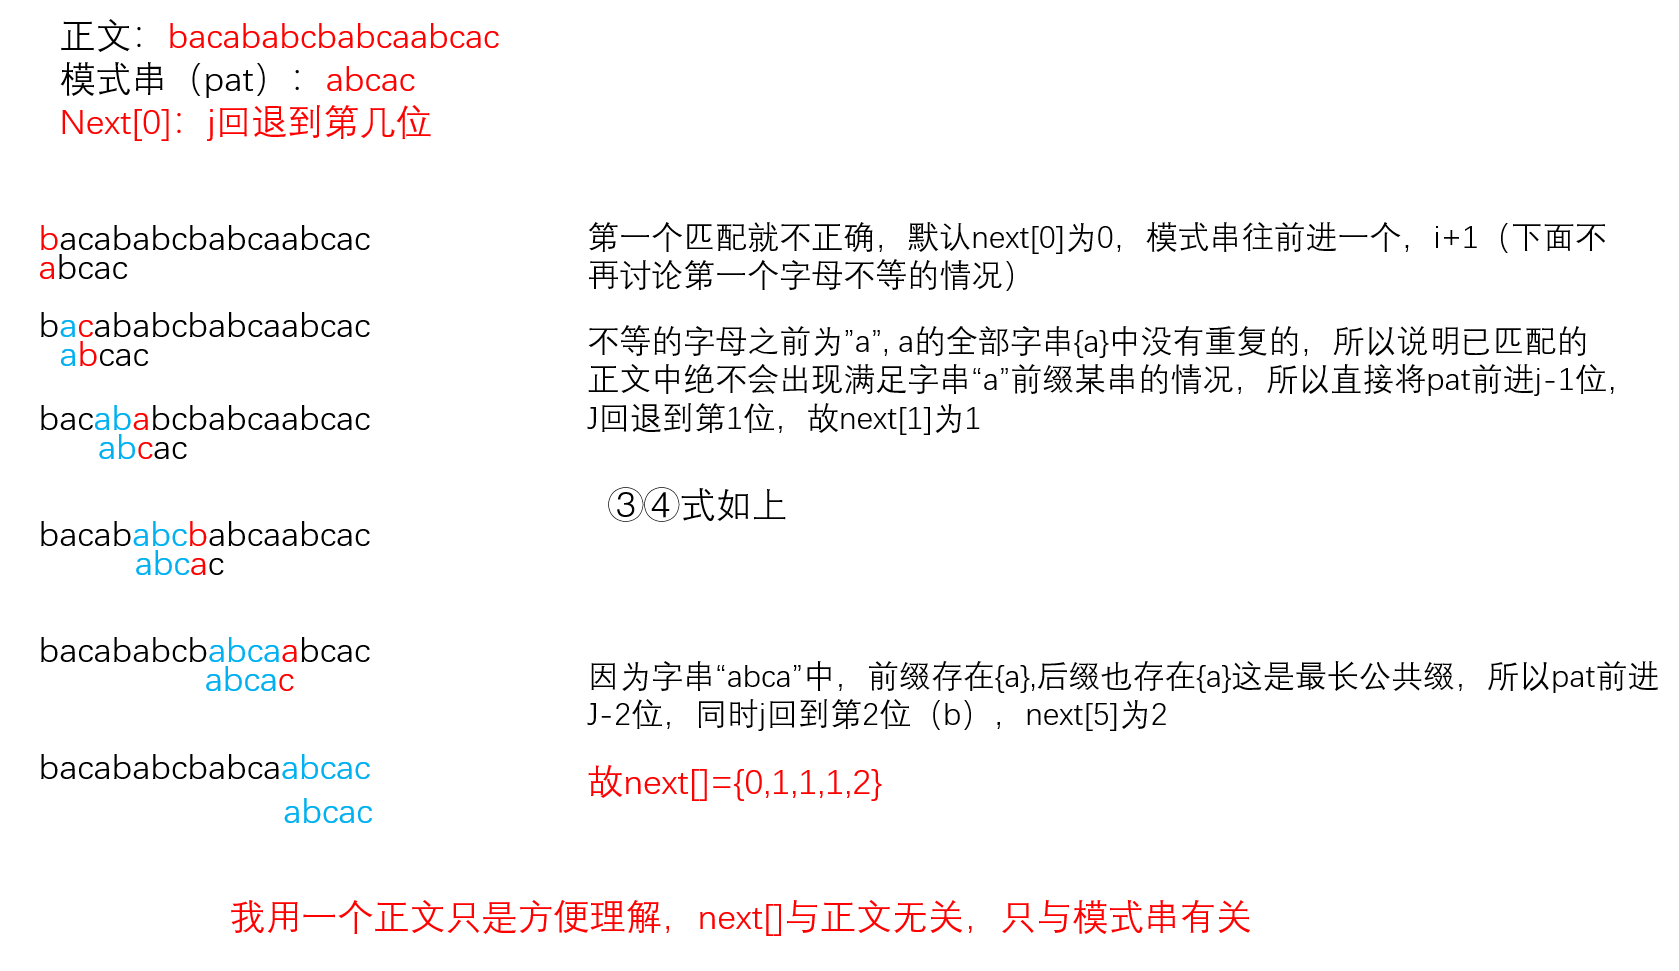 正文：bacababcbabcaabcac
模式串（pat）：abcac
Next[0]：j回退到第几位
bacababcbabcaabcac
abcac
第一个匹配就不正确，默认next[0]为0，模式串往前进一个，i+1（下面不
再讨论第一个字母不等的情况）
bacababcbabcaabcac
abcac
不等的字母之前为”a”, a的全部字串{a}中没有重复的，所以说明已匹配的
正文中绝不会出现满足字串“a”前缀某串的情况，所以直接将pat前进j-1位，
J回退到第1位，故next[1]为1
bacababcbabcaabcac
abcac
③④式如上
bacababcbabcaabcac
abcac
bacababcbabcaabcac
abcac
因为字串“abca”中，前缀存在{a},后缀也存在{a}这是最长公共缀，所以pat前进
J-2位，同时j回到第2位（b）, next[5]为2
bacababcbabcaabcac
abcac
故next[]={0,1,1,1,2}
我用一个正文只是方便理解，next[]与正文无关，只与模式串有关